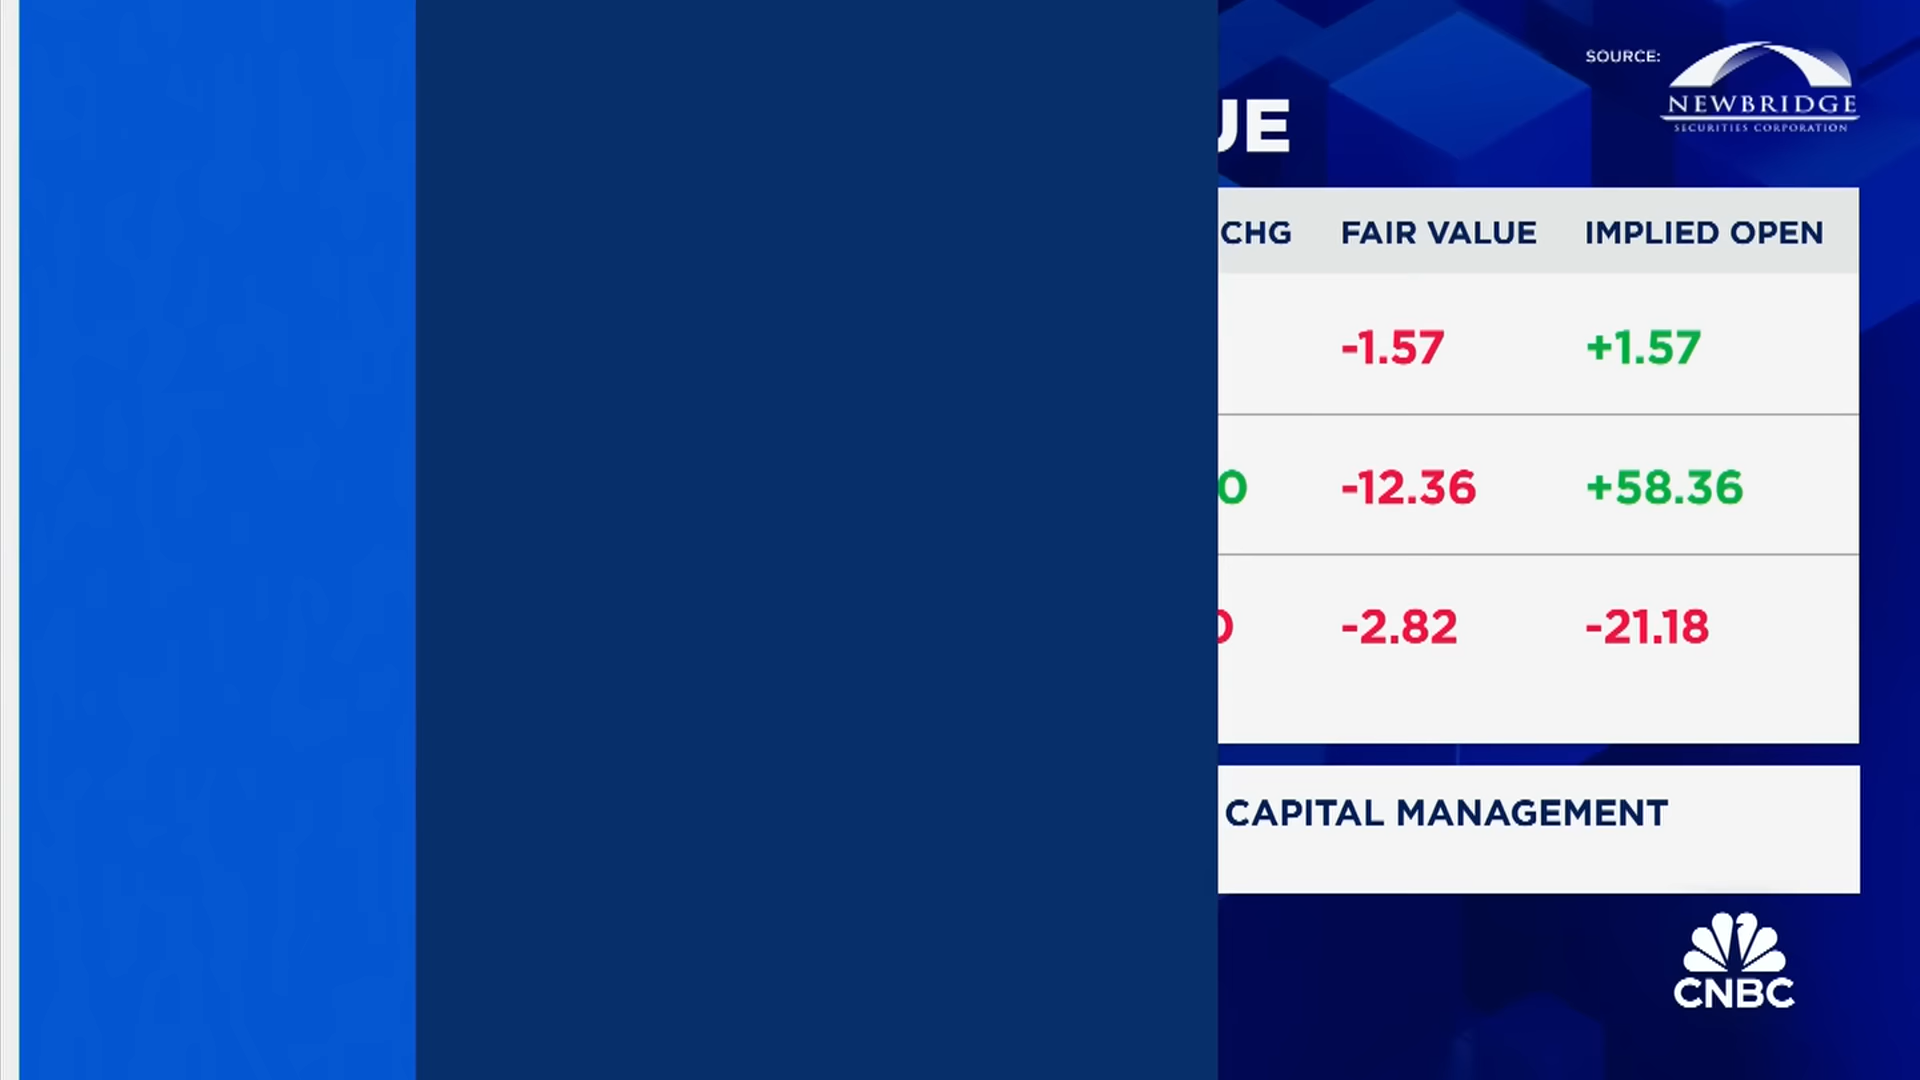 SOURCE:
NEWBRIDGE
SECURITIES CORPORATION
UE
CHG FAIR VALUE IMPLIED OPEN
-1.57 +1.57
0 -12.36 +58.36
-2.82 -21.18
CAPITAL MANAGEMENT
CNBC